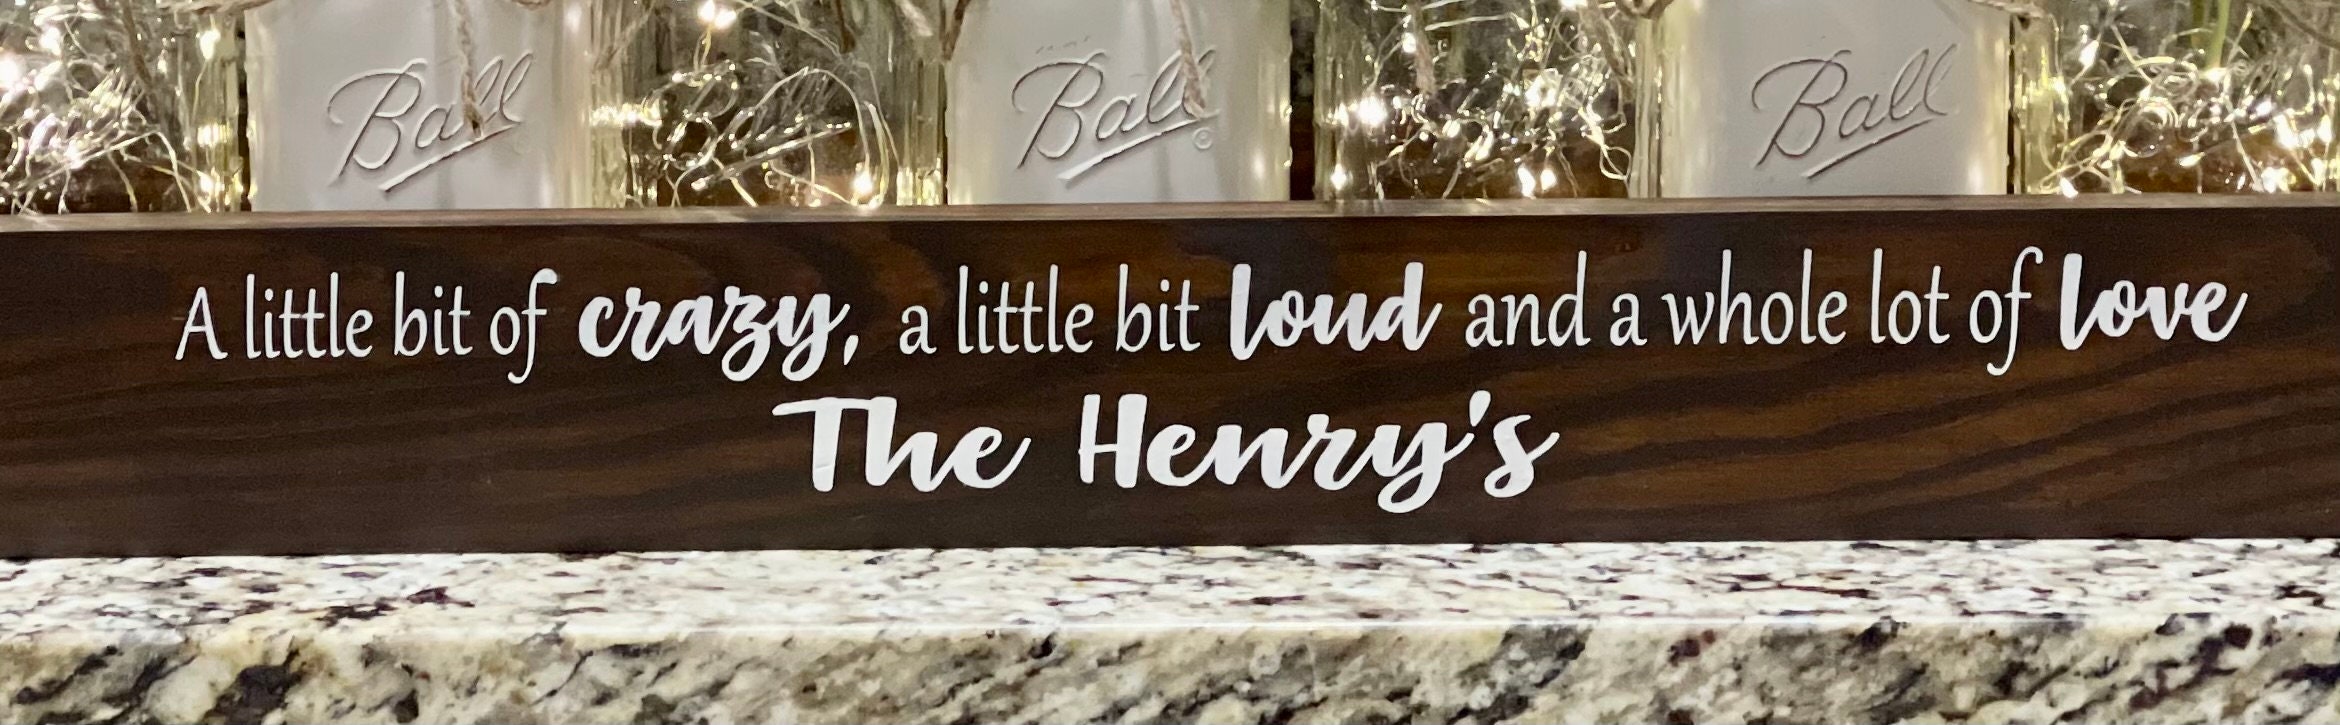 Ball Ball Ball
A little bit of crazy, a little bit loud and a whole lot of love
The Henry's